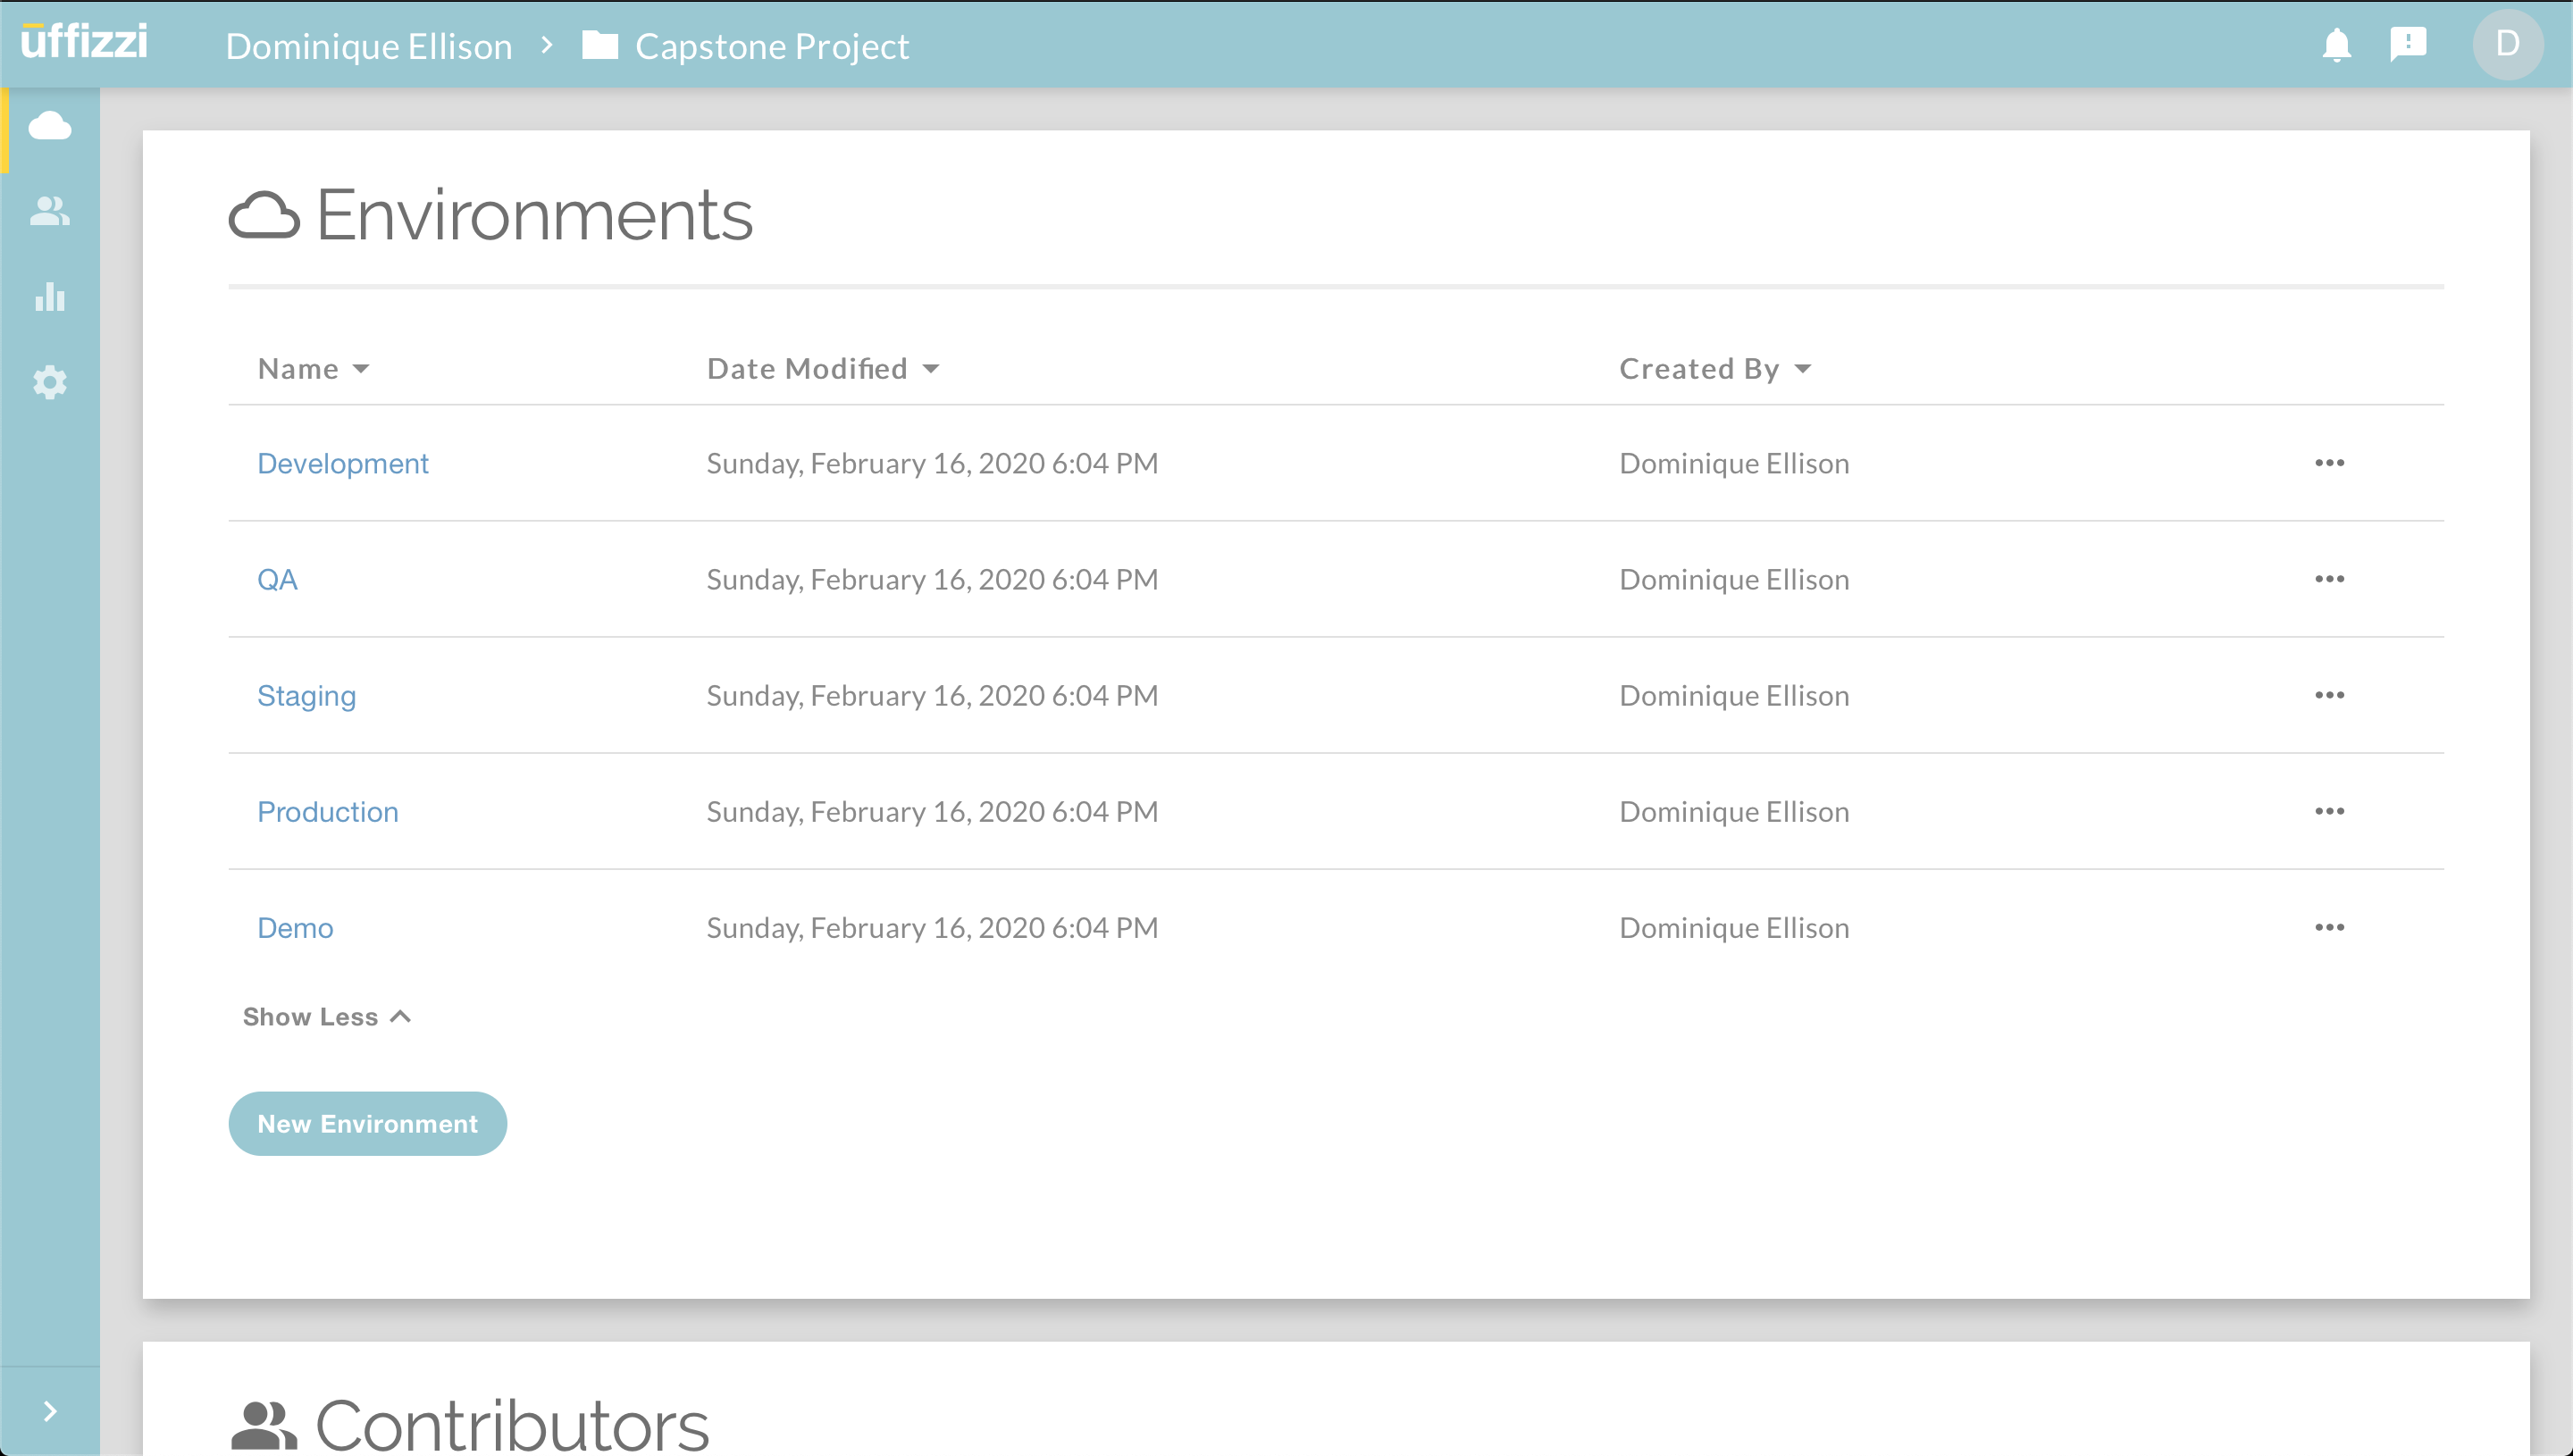 uffizzi
Dominique Ellison > Capstone Project
D
Environments
Name Date Modified Created By
Development Sunday, February 16, 2020 6:04 PM Dominique Ellison
QA Sunday, February 16, 2020 6:04 PM Dominique Ellison
Staging Sunday, February 16, 2020 6:04 PM Dominique Ellison
Production Sunday, February 16, 2020 6:04 PM Dominique Ellison
Demo Sunday, February 16, 2020 6:04 PM Dominique Ellison
Show Less
New Environment
Contributors